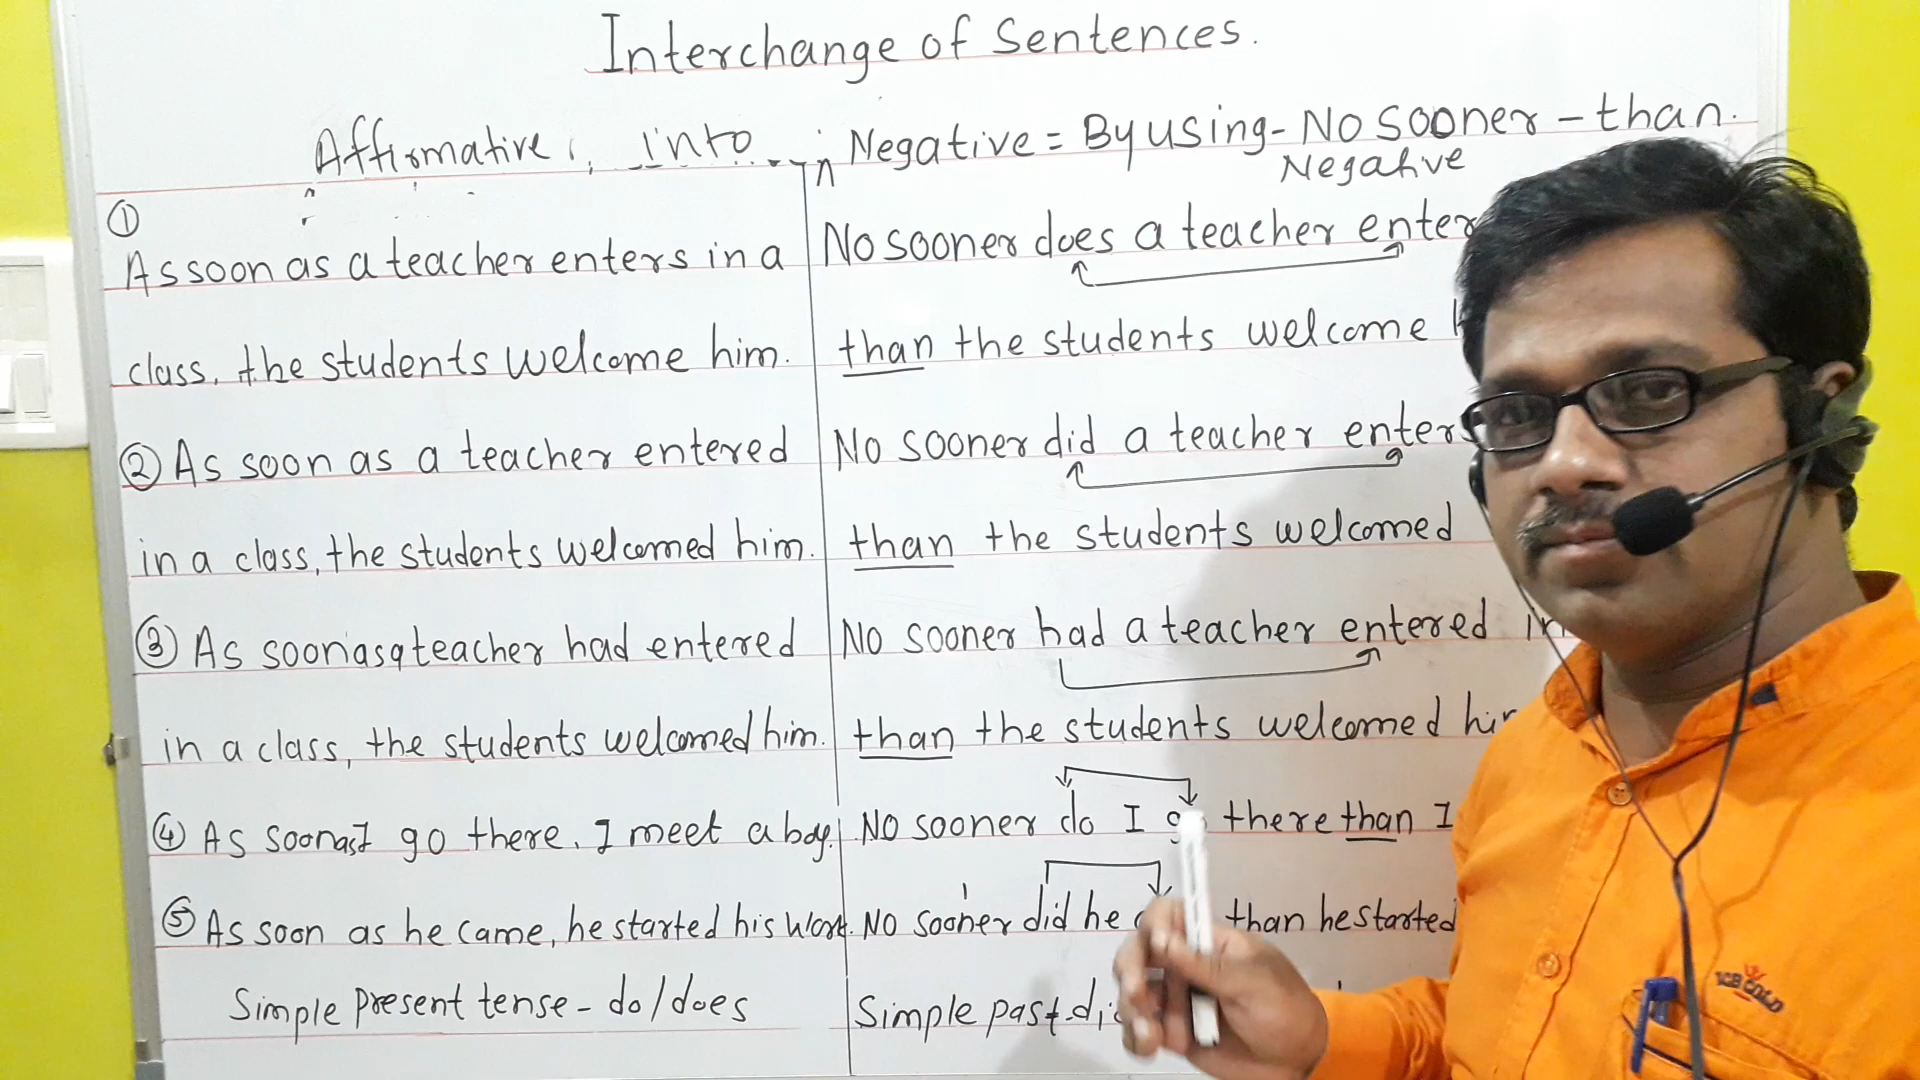 Interchange of Sentences.
Affirmative, into Negative = By using - No sooner - than.
Negative
① As soon as a teacher enters in a
class, the students welcome him.
② As soon as a teacher entered
in a class, the students welcomed him.
③ As soon as a teacher had entered
in a class, the students welcomed him.
④ As soon as I go there, I meet a boy.
⑤ As soon as he came, he started his work.
Simple present tense - do/does
No sooner does a teacher enter
than the students welcome
No sooner did a teacher enter
than the students welcomed
No sooner had a teacher entered in
than the students welcomed
No sooner do I there than I
No sooner did he than he started
Simple past